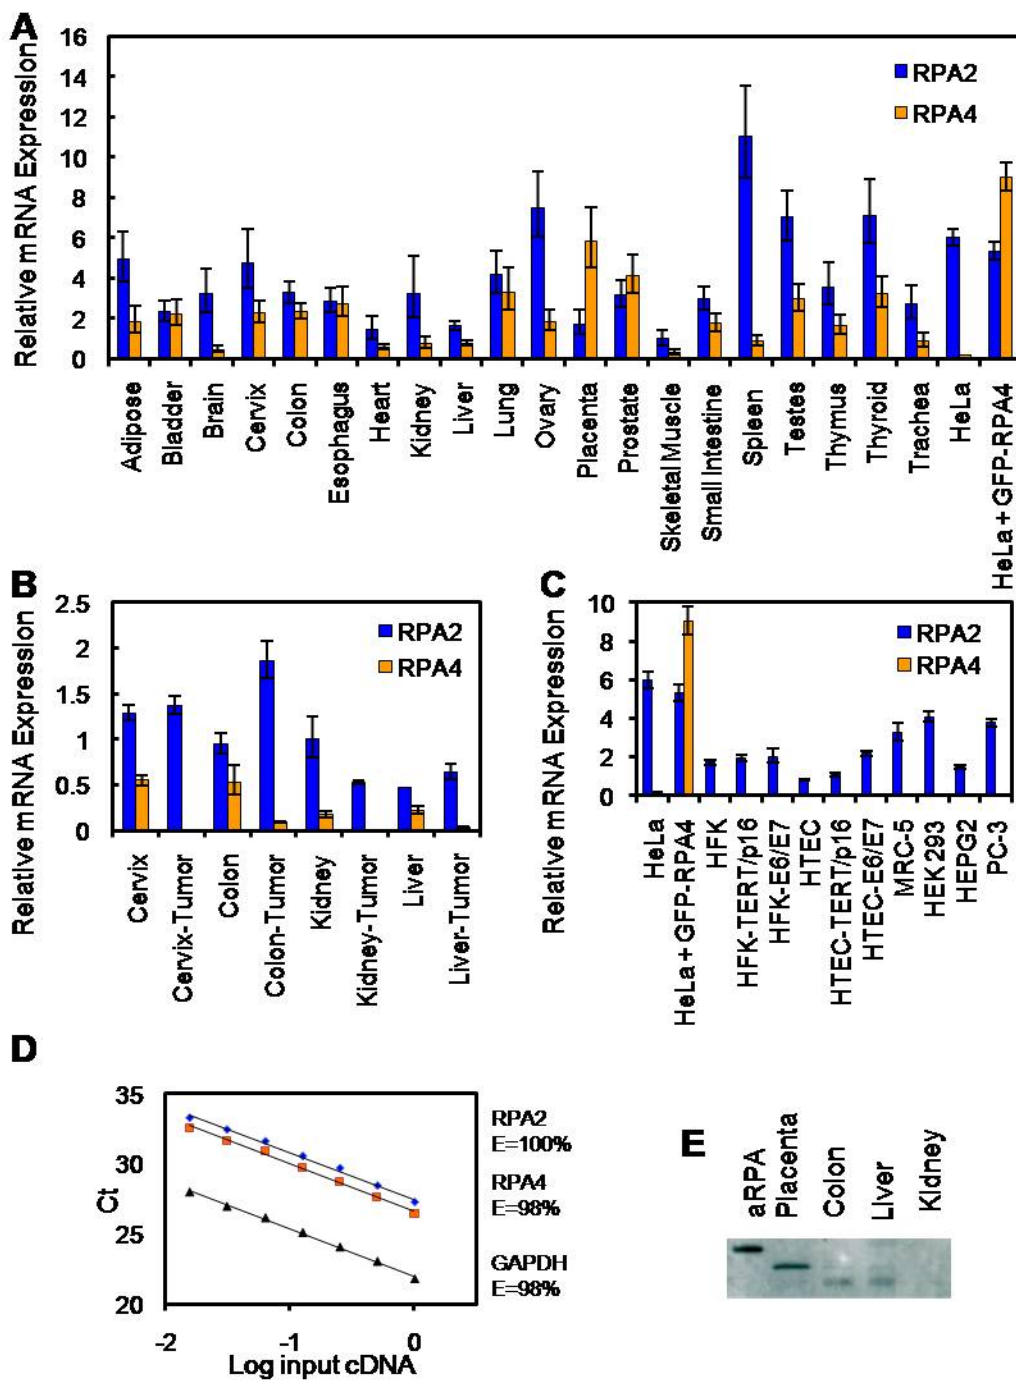 A
Relative mRNA Expression
16
14
12
10
8
6
4
2
0
RPA2
RPA4
Adipose
Bladder
Brain
Cervix
Colon
Esophagus
Heart
Kidney
Liver
Lung
Ovary
Placenta
Prostate
Skeletal Muscle
Small Intestine
Spleen
Testes
Thymus
Thyroid
Trachea
HeLa
HeLa + GFP-RPA4
B
Relative mRNA Expression
2.5
2
1.5
1
0.5
0
RPA2
RPA4
Cervix
Cervix-Tumor
Colon
Colon-Tumor
Kidney
Kidney-Tumor
Liver
Liver-Tumor
C
Relative mRNA Expression
10
8
6
4
2
0
RPA2
RPA4
HeLa
HeLa + GFP-RPA4
HFK
HFK-TERT/p16
HFK-E6/E7
HTEC
HTEC-TERT/p16
HTEC-E6/E7
MRC-5
HEK293
HEPG2
PC-3
D
Ct
35
30
25
20
-2
-1
0
Log input cDNA
RPA2
E=100%
RPA4
E=98%
GAPDH
E=98%
E
aRPA
Placenta
Colon
Liver
Kidney